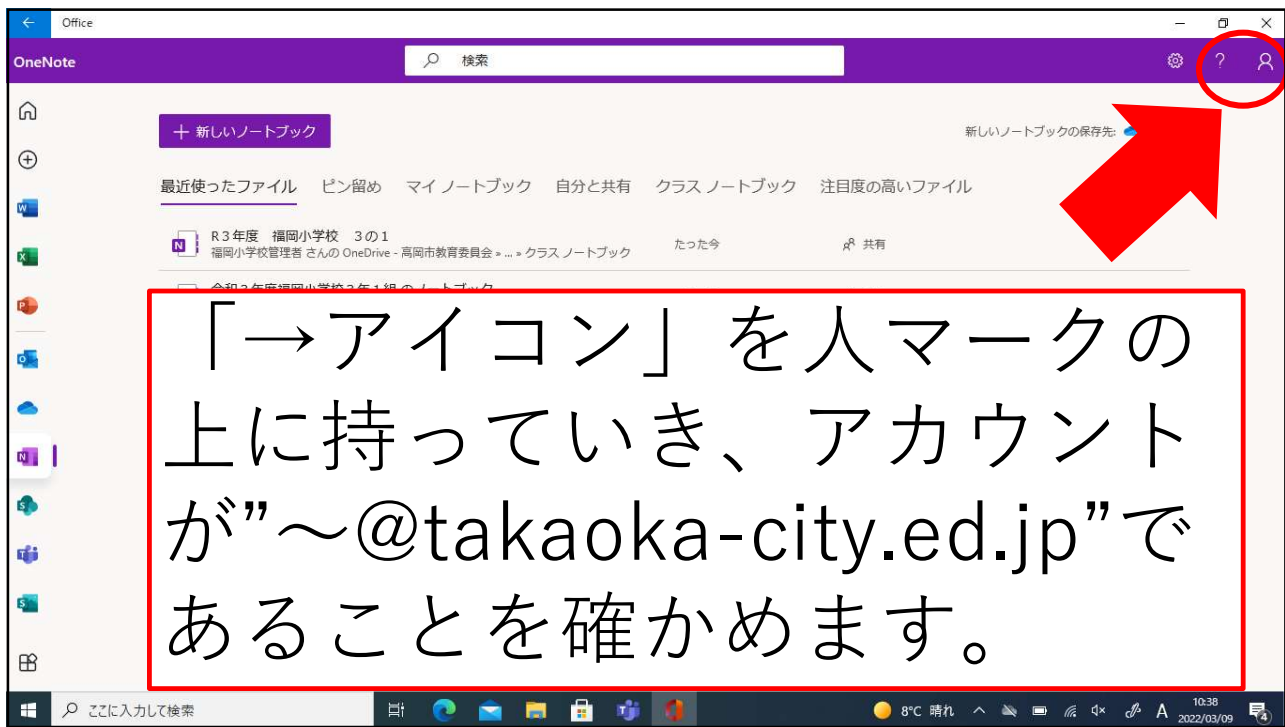 Office
OneNote
検索
?
+ 新しいノートブック
新しいノートブックの保存先:
最近使ったファイル ピン留め マイ ノートブック 自分と共有 クラス ノートブック 注目度の高いファイル
R3年度 福岡小学校 3の1
たった今 共有
福岡小学校管理者 さんの OneDrive - 高岡市教育委員会 » ... » クラス ノートブック
「→アイコン」を人マークの
上に持っていき、アカウント
が”~@takaoka-city.ed.jp”で
あることを確かめます。
ここに入力して検索
8°C 晴れ
A
10:38
2022/03/09